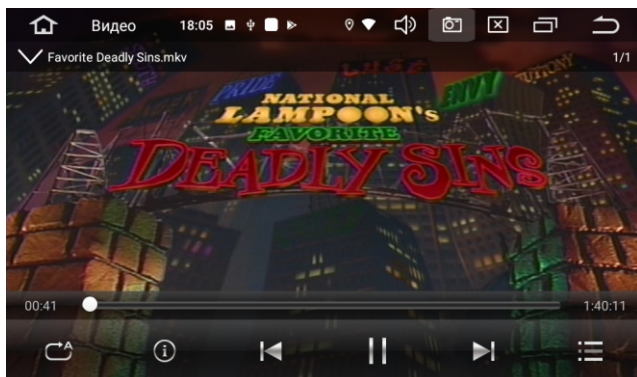 Видео 18:05
Favorite Deadly Sins.mkv 1/1
LUST
PRIDE ENVY
NATIONAL
LAMPOON's
FAVORITE
DEADLY SINS
00:41 1:40:11